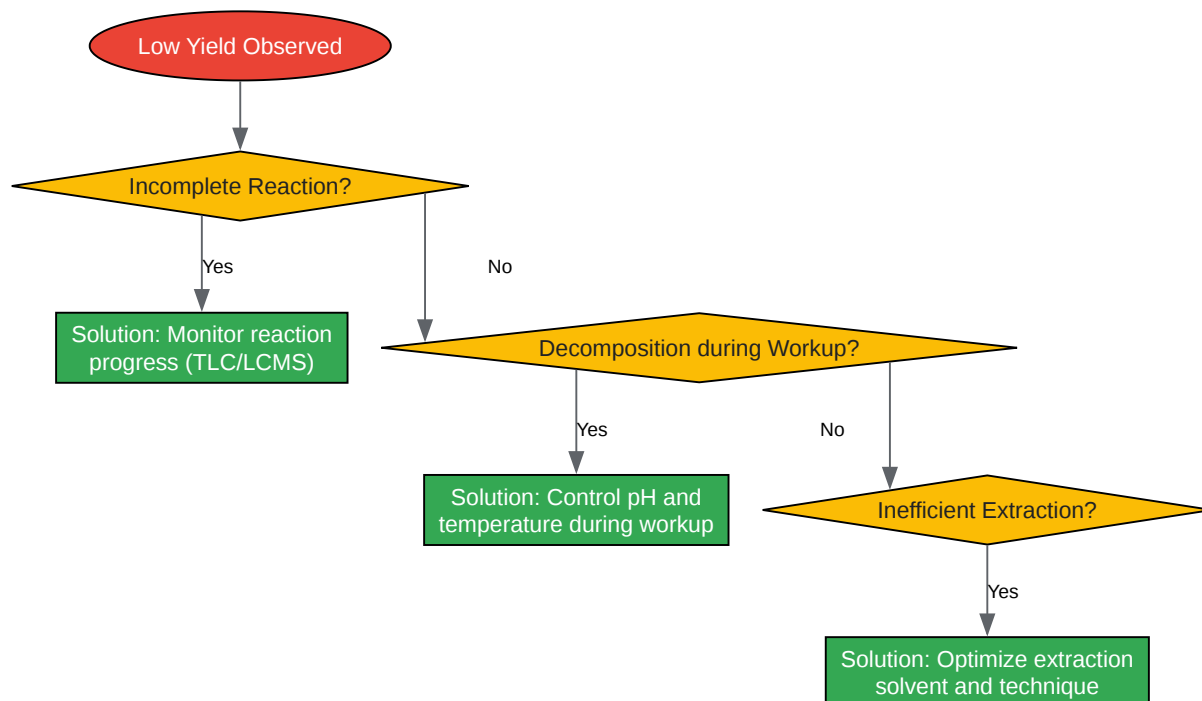 Low Yield Observed
Incomplete Reaction?
Yes
No
Solution: Monitor reaction
progress (TLC/LCMS)
Decomposition during Workup?
Yes
No
Solution: Control pH and
temperature during workup
Inefficient Extraction?
Yes
Solution: Optimize extraction
solvent and technique